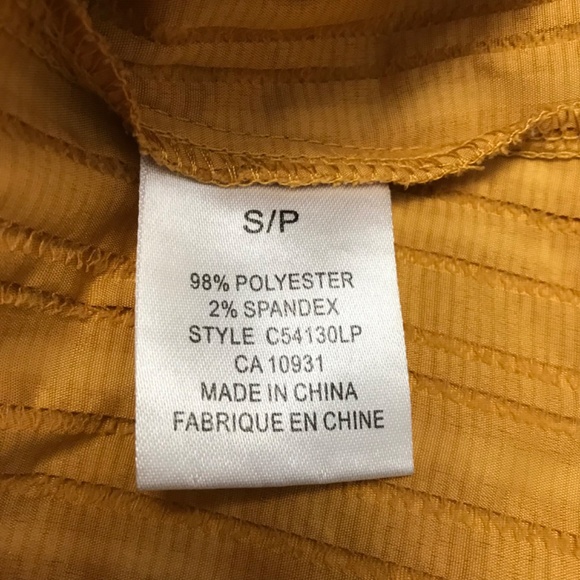 S/P
98% POLYESTER
2% SPANDEX
STYLE C54130LP
CA 10931
MADE IN CHINA
FABRIQUE EN CHINE